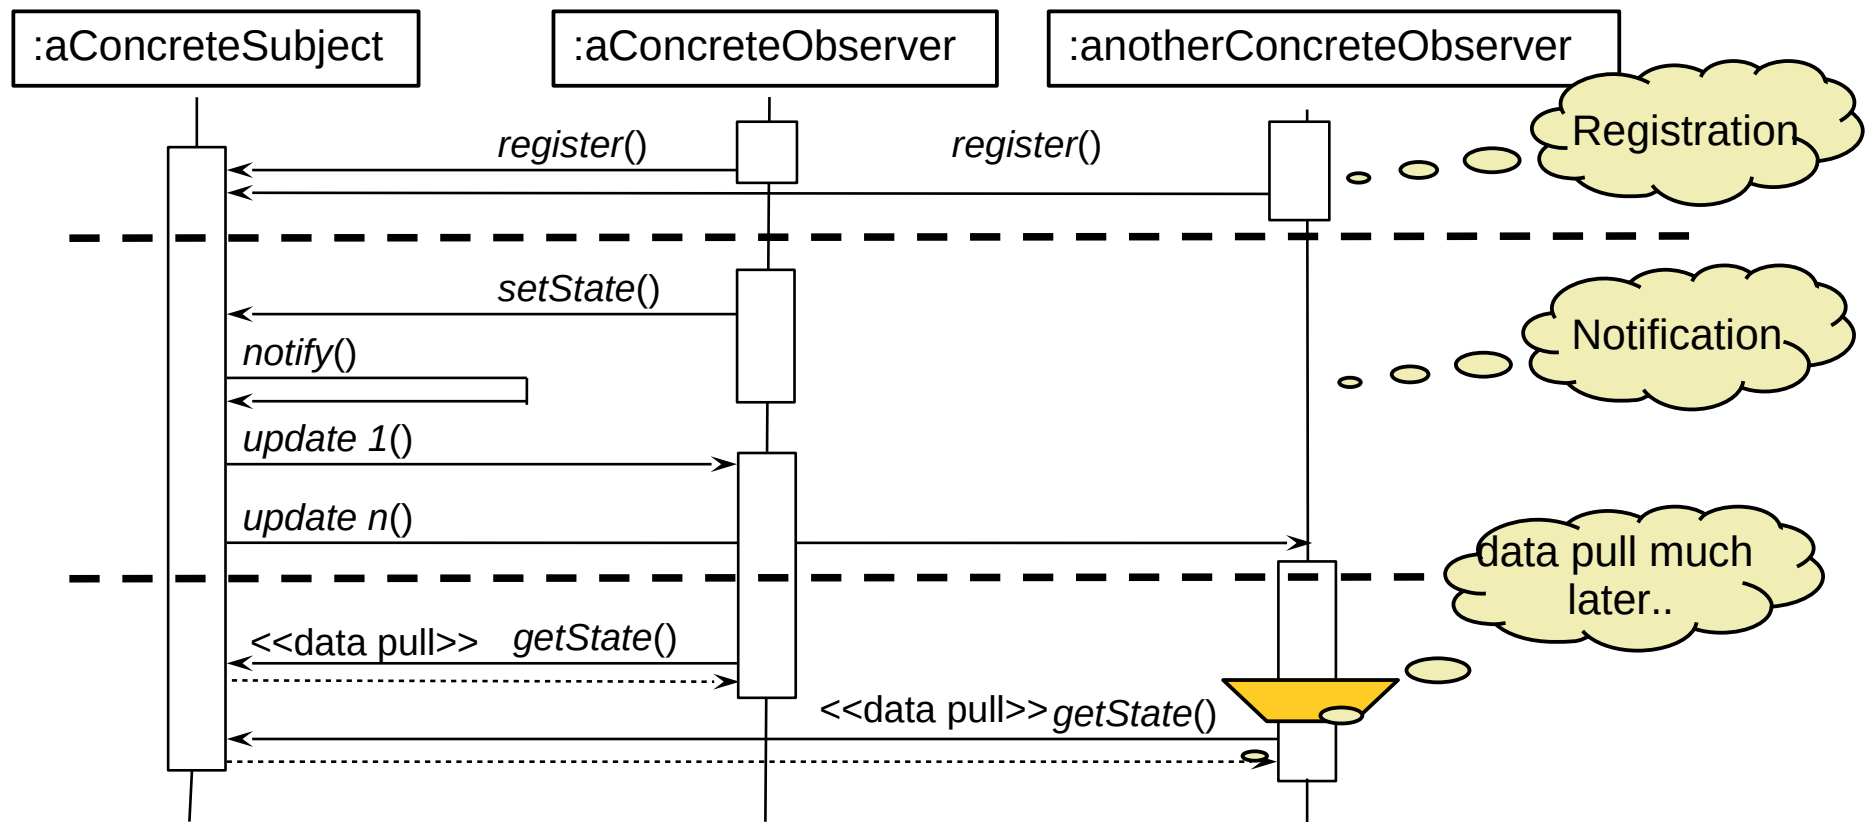 :aConcreteSubject
:aConcreteObserver
:anotherConcreteObserver
Registration
register()
register()
setState()
Notification
notify()
update 1()
update n()
data pull much
later..
<<data pull>> getState()
<<data pull>> getState()